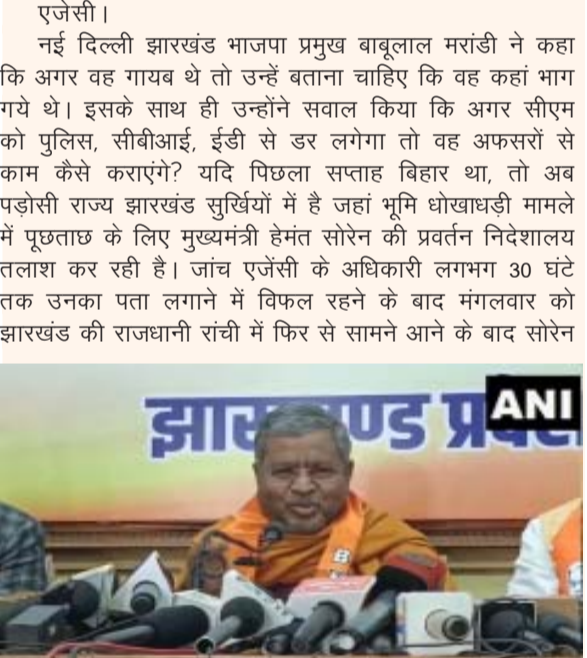 एजेसी।
नई दिल्ली झारखंड भाजपा प्रमुख बाबूलाल मरांडी ने कहा
कि अगर वह गायब थे तो उन्हें बताना चाहिए कि वह कहां भाग
गये थे। इसके साथ ही उन्होंने सवाल किया कि अगर सीएम
को पुलिस, सीबीआई, ईडी से डर लगेगा तो वह अफसरों से
काम कैसे कराएंगे? यदि पिछला सप्ताह बिहार था, तो अब
पड़ोसी राज्य झारखंड सुर्खियों में है जहां भूमि धोखाधड़ी मामले
में पूछताछ के लिए मुख्यमंत्री हेमंत सोरेन की प्रवर्तन निदेशालय
तलाश कर रही है। जांच एजेंसी के अधिकारी लगभग 30 घंटे
तक उनका पता लगाने में विफल रहने के बाद मंगलवार को
झारखंड की राजधानी रांची में फिर से सामने आने के बाद सोरेन
ANI